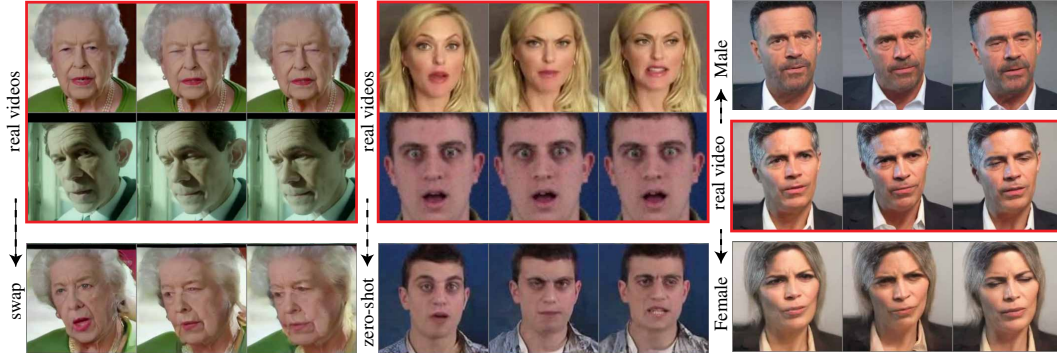 real videos
swap
real videos
zero-shot
Male
real video
Female